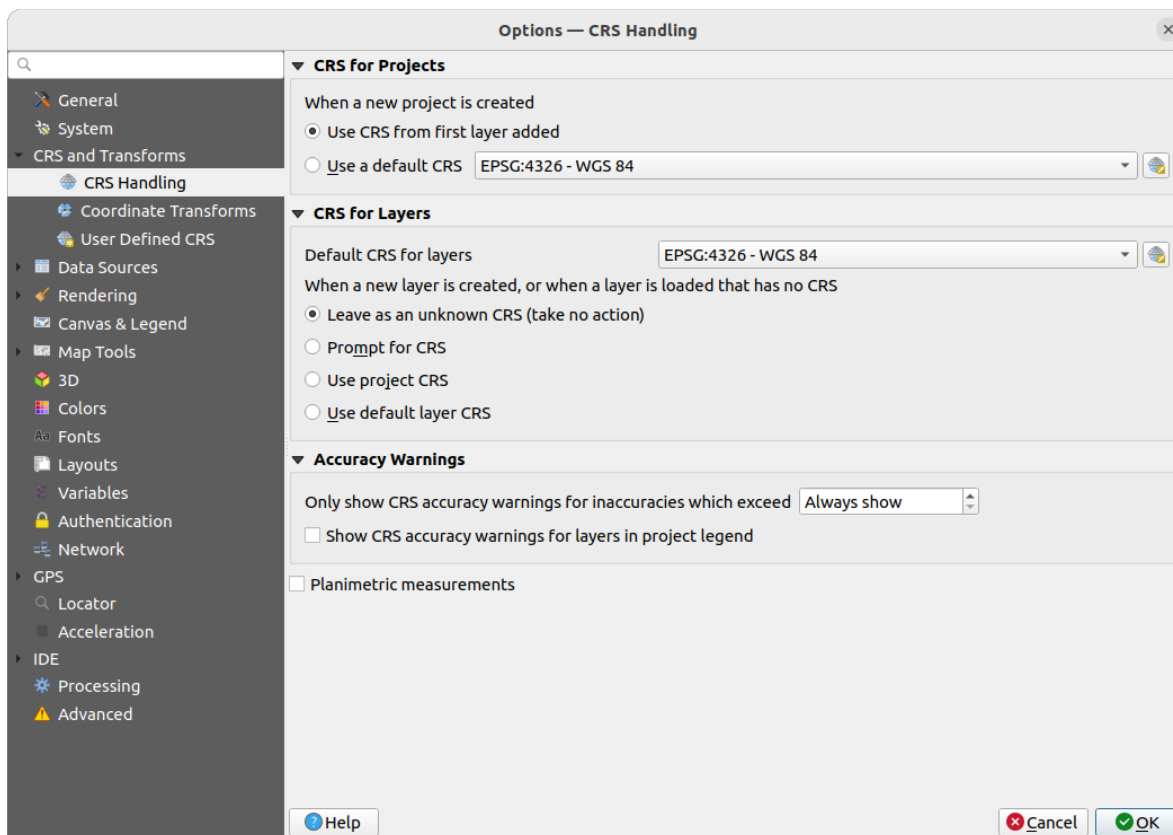 Options — CRS Handling
General
System
CRS and Transforms
CRS Handling
Coordinate Transforms
User Defined CRS
Data Sources
Rendering
Canvas & Legend
Map Tools
3D
Colors
Aa Fonts
Layouts
Variables
Authentication
Network
GPS
Locator
Acceleration
IDE
Processing
Advanced
CRS for Projects
When a new project is created
Use CRS from first layer added
Use a default CRS EPSG:4326 - WGS 84
CRS for Layers
Default CRS for layers EPSG:4326 - WGS 84
When a new layer is created, or when a layer is loaded that has no CRS
Leave as an unknown CRS (take no action)
Prompt for CRS
Use project CRS
Use default layer CRS
Accuracy Warnings
Only show CRS accuracy warnings for inaccuracies which exceed Always show
Show CRS accuracy warnings for layers in project legend
Planimetric measurements
Help
Cancel
OK